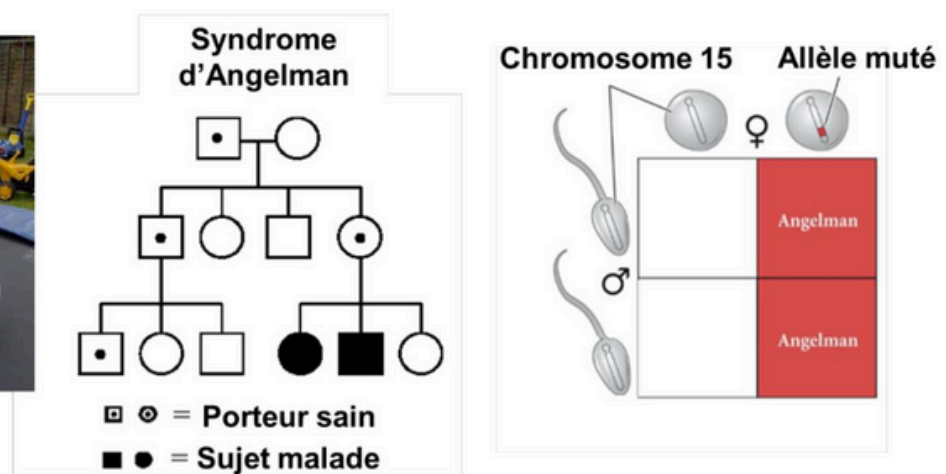 Syndrome
d’Angelman
= Porteur sain
= Sujet malade
Chromosome 15
Allèle muté
♀
♂
Angelman
Angelman